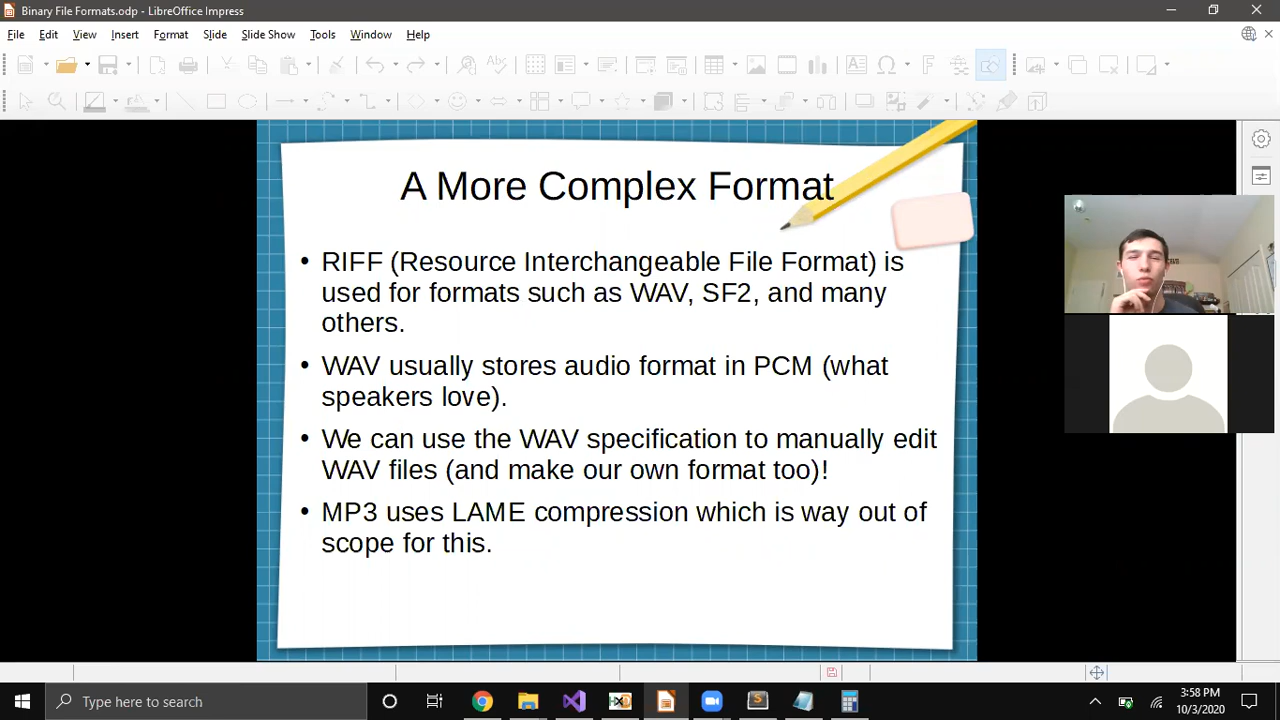 Binary File Formats.odp - LibreOffice Impress
File Edit View Insert Format Slide Slide Show Tools Window Help
A More Complex Format
• RIFF (Resource Interchangeable File Format) is
used for formats such as WAV, SF2, and many
others.
• WAV usually stores audio format in PCM (what
speakers love).
• We can use the WAV specification to manually edit
WAV files (and make our own format too)!
• MP3 uses LAME compression which is way out of
scope for this.
Type here to search
3:58 PM
10/3/2020